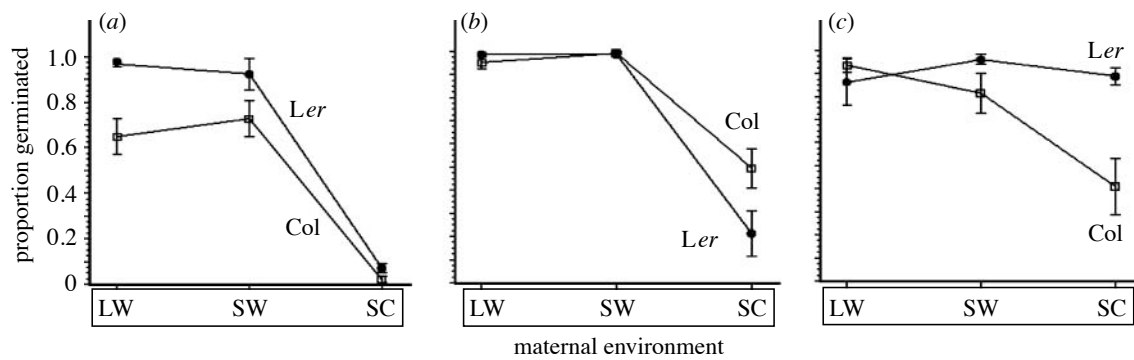 (a)
(b)
(c)
proportion germinated
1.0
0.8
0.6
0.4
0.2
0
Ler
Col
Col
Ler
Ler
Col
LW SW SC
LW SW SC
LW SW SC
maternal environment